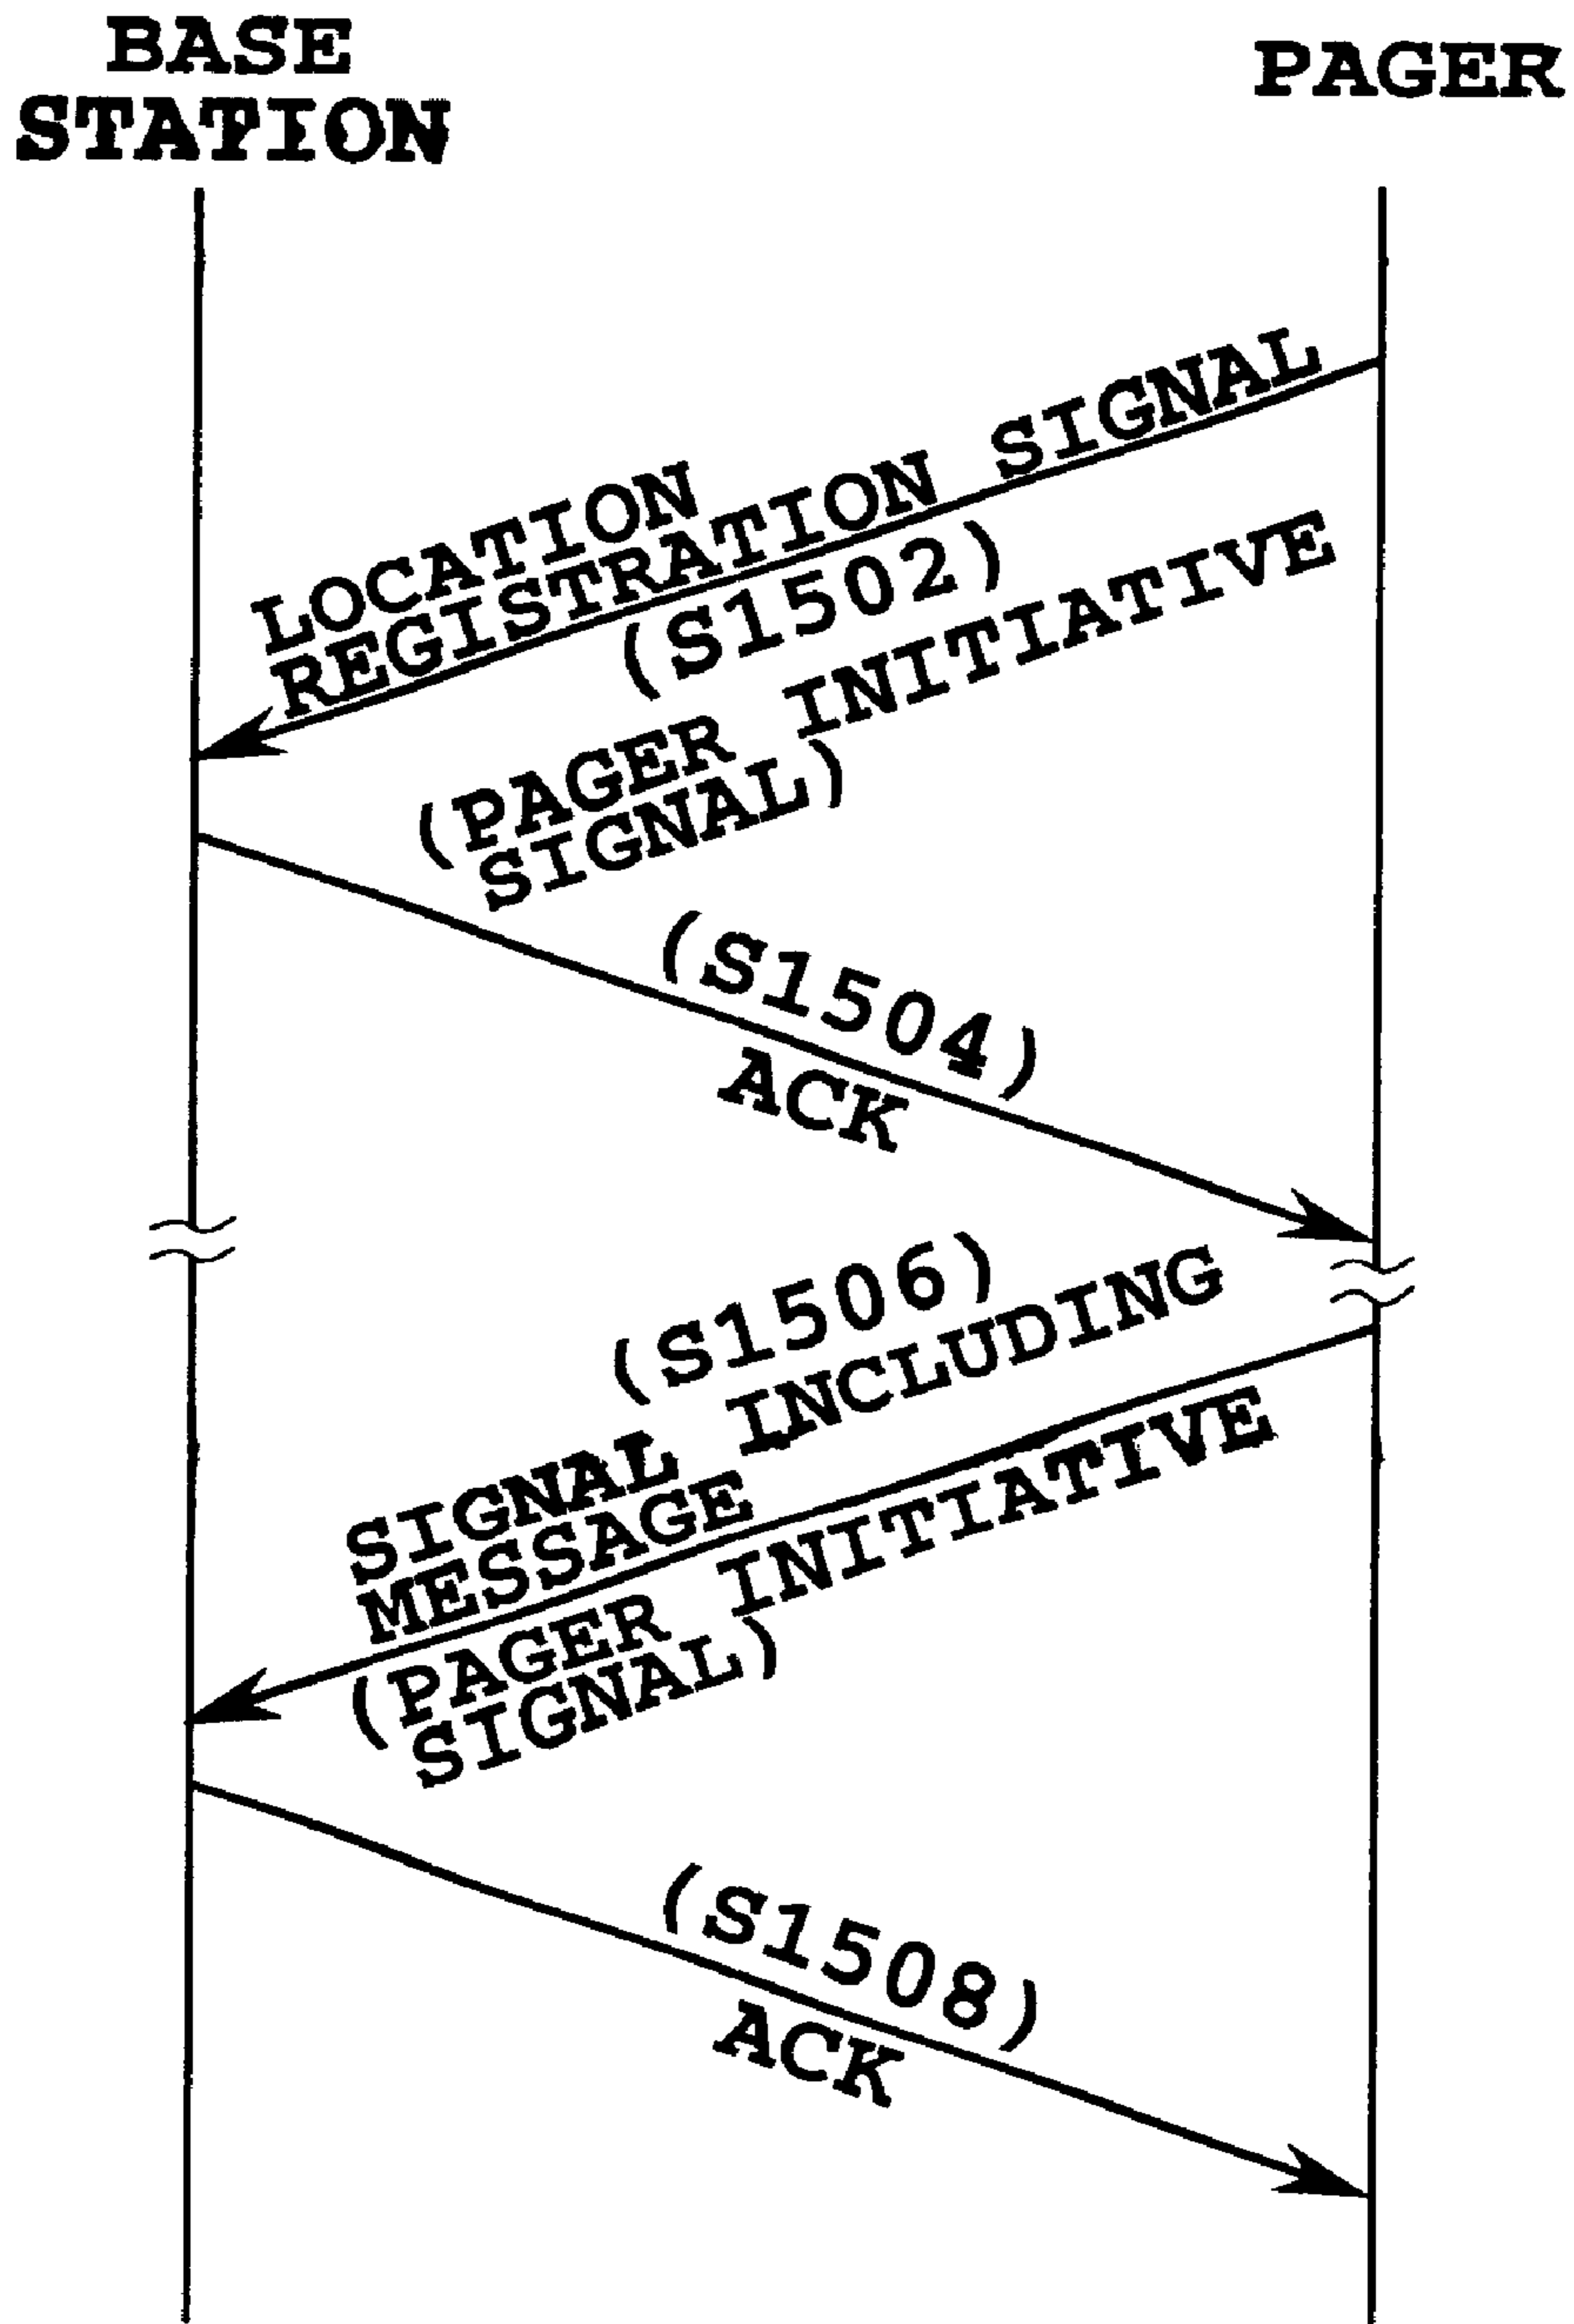 BASE
STATION
PAGER
LOCATION
REGISTRATION SIGNAL
(S1502)
(PAGER INITIATIVE
SIGNAL)
(S1504)
ACK
(S1506)
SIGNAL INCLUDING
MESSAGE
(PAGER INITIATIVE
SIGNAL)
(S1508)
ACK